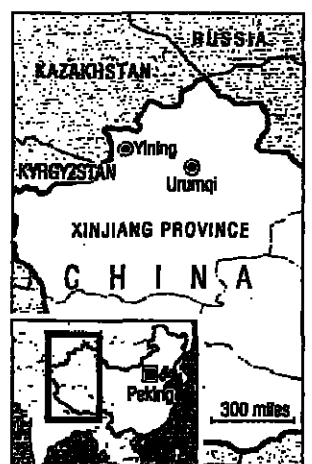 RUSSIA
KAZAKHSTAN
Yining
KYRGYZSTAN
Urumqi
XINJIANG PROVINCE
CHINA
Peking
300 miles